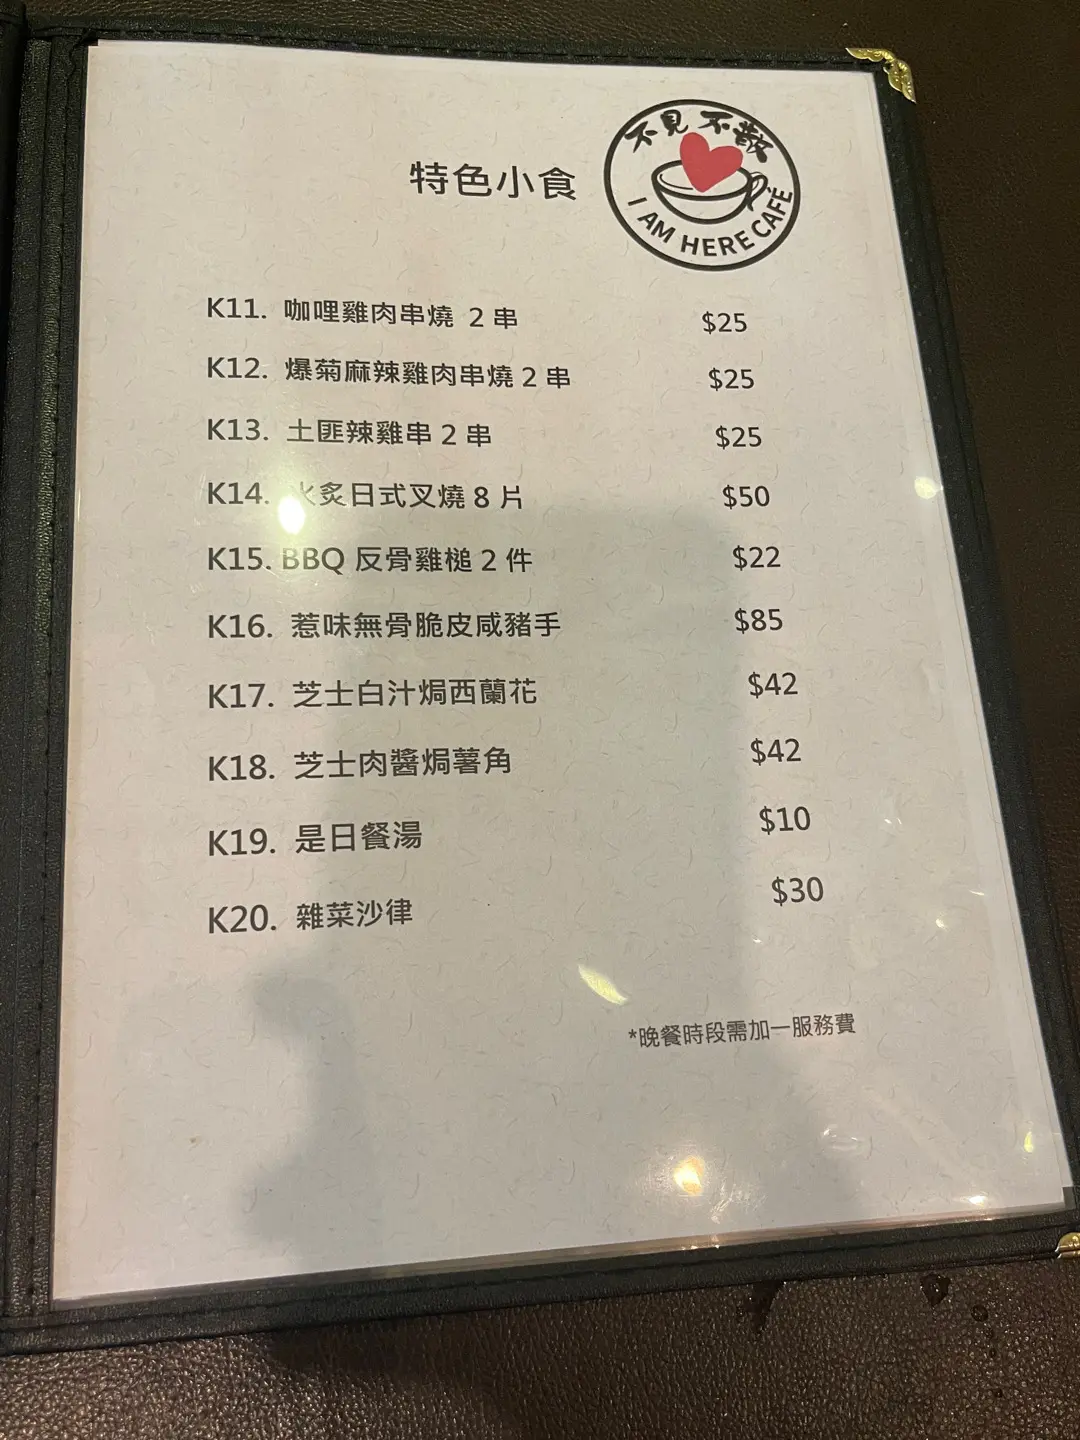 不見不散
I AM HERE CAFÉ
特色小食
K11. 咖哩雞肉串燒 2 串 $25
K12. 爆菊麻辣雞肉串燒 2 串 $25
K13. 土匪辣雞串 2 串 $25
K14. 火炙日式叉燒 8 片 $50
K15. BBQ 反骨雞槌 2 件 $22
K16. 惹味無骨脆皮咸豬手 $85
K17. 芝士白汁焗西蘭花 $42
K18. 芝士肉醬焗薯角 $42
K19. 是日餐湯 $10
K20. 雜菜沙律 $30
*晚餐時段需加一服務費